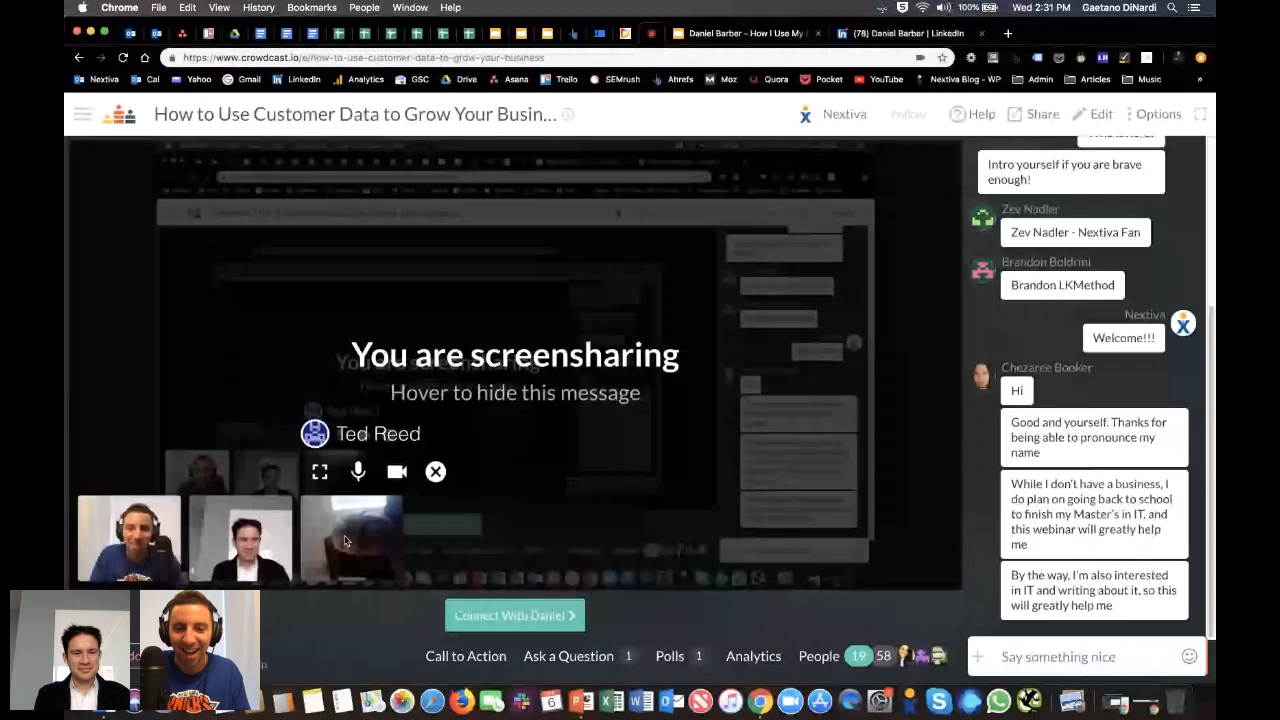 Chrome File Edit View History Bookmarks People Window Help
100% Wed 2:31 PM Gaetano DiNardi
Daniel Barber – How I Use My
(78) Daniel Barber | LinkedIn
https://www.crowdcast.io/e/how-to-use-customer-data-to-grow-your-business
Nextiva Cal Yahoo Gmail LinkedIn Analytics GSC Drive Asana Trello SEMrush Ahrefs Moz Quora Pocket YouTube Nextiva Blog - WP Admin Articles Music
How to Use Customer Data to Grow Your Busin...
Nextiva
Help Share Edit Options
Intro yourself if you are brave
enough!
Zev Nadler
Zev Nadler - Nextiva Fan
Brandon Boldrini
Brandon LKMethod
Nextiva
Welcome!!!
Chezaree Booker
Hi
Good and yourself. Thanks for
being able to pronounce my
name
While I don't have a business, I
do plan on going back to school
to finish my Master's in IT, and
this webinar will greatly help
me
By the way, I'm also interested
in IT and writing about it, so this
will greatly help me
You are screensharing
Hover to hide this message
Ted Reed
Connect With Daniel
Call to Action Ask a Question 1 Polls 1 Analytics People 19 58
Say something nice